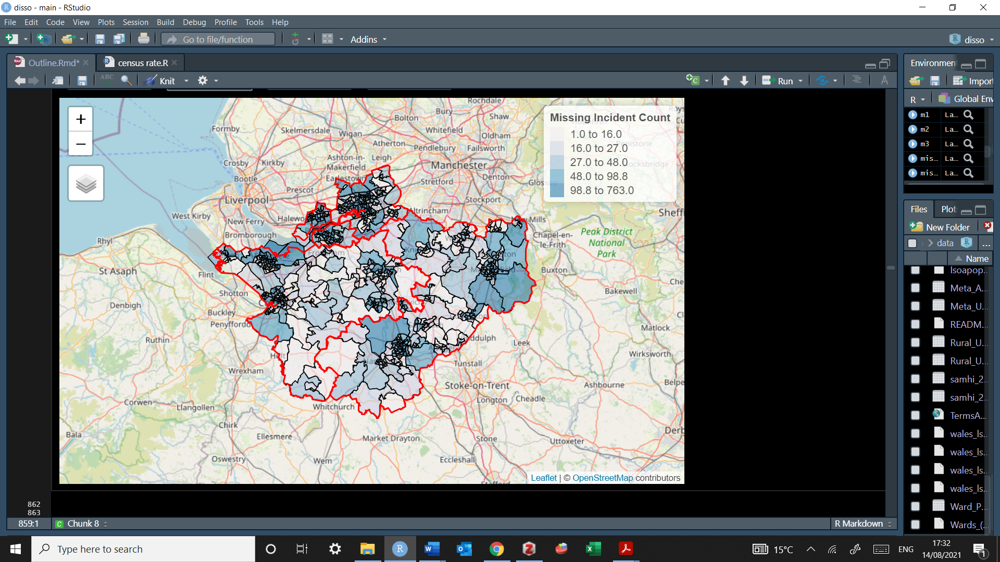 disso - main - RStudio
File Edit Code View Plots Session Build Debug Profile Tools Help
Go to file/function
Addins
disso
Outline.Rmd*
census rate.R
ABC
Knit
Run
Environmen
Impor
R
Global Env
m1 La…
m2 La…
m3 La…
mis… La…
mis… La…
Files
Plot
New Folder
data
...
Name
lsoapop..
Meta_A…
Meta_U…
READM…
Rural_U…
Rural_U…
samhi_2…
samhi_2…
TermsA…
wales_ls…
wales_ls…
wales_ls…
wales_ls…
Ward_P…
Wards_(…
+
−
Missing Incident Count
1.0 to 16.0
16.0 to 27.0
27.0 to 48.0
48.0 to 98.8
98.8 to 763.0
Rochdale
Bury
Shaw
Bolton
Whitefield
Formby
Skelmersdale
Wigan
Oldham
Atherton
Pendlebury
Failsworth
Ashton-in-Makerfield
Leigh
Crosby
Kirkby
Manchester
Bootle
Earlestown
Stretford
Denton
Prescot
Liverpool
Stockport
West Kirby
Altrincham
New Ferry
Mills
Sheff
Bromborough
Chapel-en-le-Frith
Peak District National Park
Rhyl
St Asaph
Flint
Buxton
Bakewell
Shotton
Denbigh
Buckley
Penyffordd
Matlock
Ruthin
Leek
Wirksworth
Wrexham
Tunstall
Stoke-on-Trent
Ashbourne
Belpe
Corwen
Llangollen
Whitchurch
Longton
Cheadle
Chirk
Bala
Ellesmere
Market Drayton
Stone
Uttoxeter
Derb
Oswestry
Wem
Eccleshall
Stafford
Leaflet | © OpenStreetMap contributors
862
863
859:1
C Chunk 8
R Markdown
Type here to search
15°C
ENG
17:32
14/08/2021
1